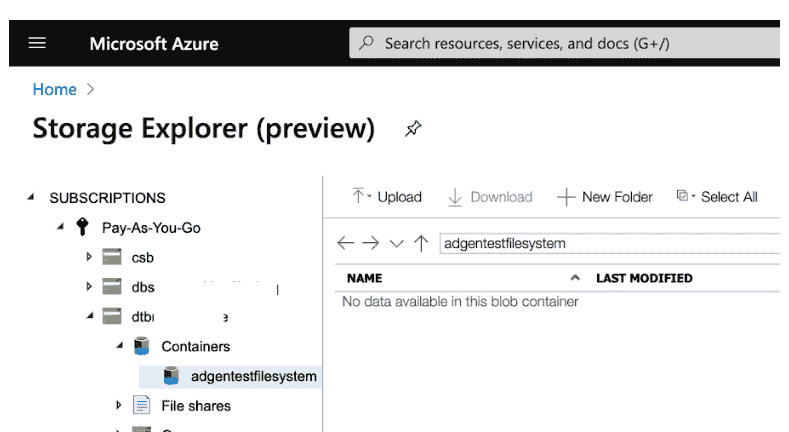 Microsoft Azure
Search resources, services, and docs (G+/)
Home >
Storage Explorer (preview)
SUBSCRIPTIONS
Pay-As-You-Go
csb
dbs
Containers
adgentestfilesystem
File shares
Upload
Download
New Folder
Select All
adgentestfilesystem
NAME
LAST MODIFIED
No data available in this blob container